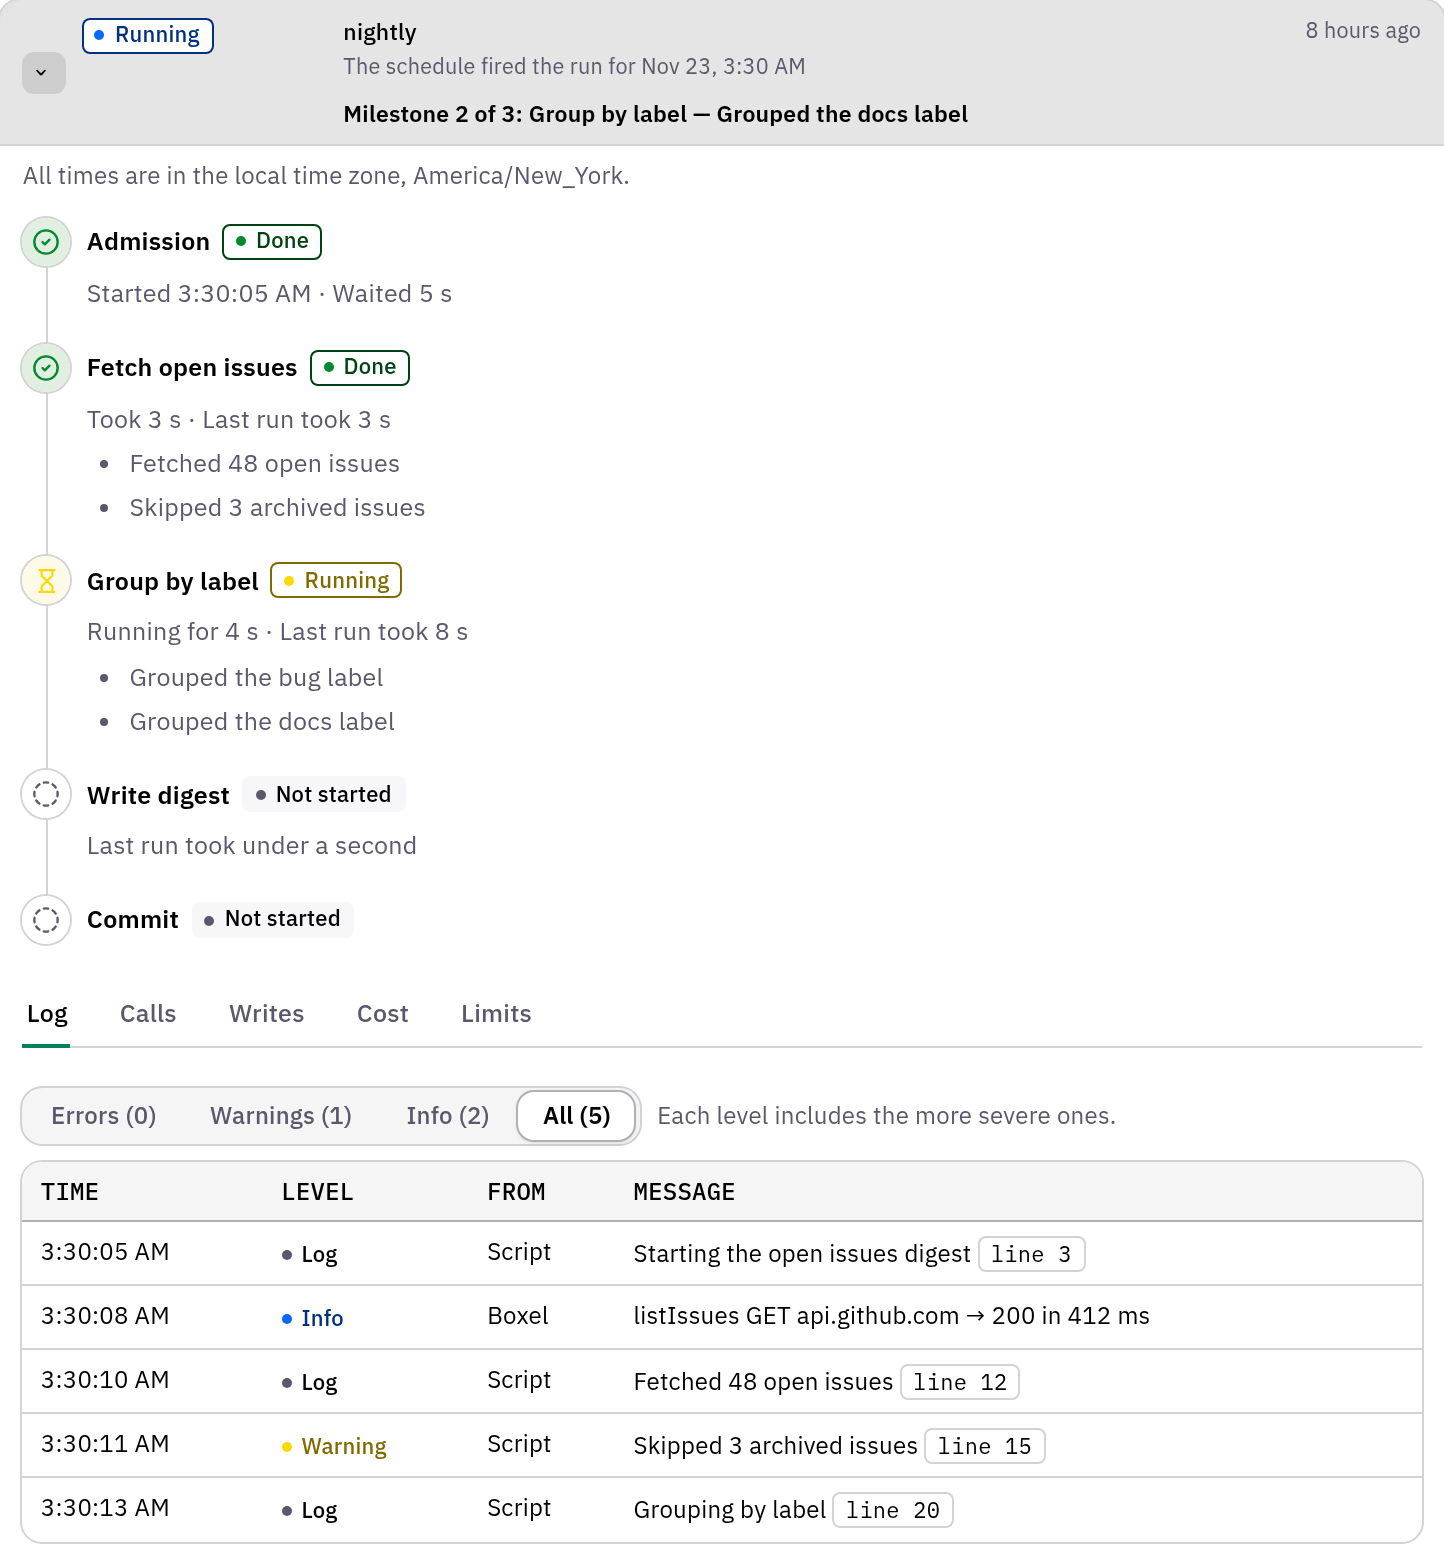 Running
nightly
8 hours ago
The schedule fired the run for Nov 23, 3:30 AM
Milestone 2 of 3: Group by label — Grouped the docs label
All times are in the local time zone, America/New_York.
Admission Done
Started 3:30:05 AM · Waited 5 s
Fetch open issues Done
Took 3 s · Last run took 3 s
Fetched 48 open issues
Skipped 3 archived issues
Group by label Running
Running for 4 s · Last run took 8 s
Grouped the bug label
Grouped the docs label
Write digest Not started
Last run took under a second
Commit Not started
Log Calls Writes Cost Limits
Errors (0) Warnings (1) Info (2) All (5) Each level includes the more severe ones.
TIME LEVEL FROM MESSAGE
3:30:05 AM Log Script Starting the open issues digest line 3
3:30:08 AM Info Boxel listIssues GET api.github.com → 200 in 412 ms
3:30:10 AM Log Script Fetched 48 open issues line 12
3:30:11 AM Warning Script Skipped 3 archived issues line 15
3:30:13 AM Log Script Grouping by label line 20